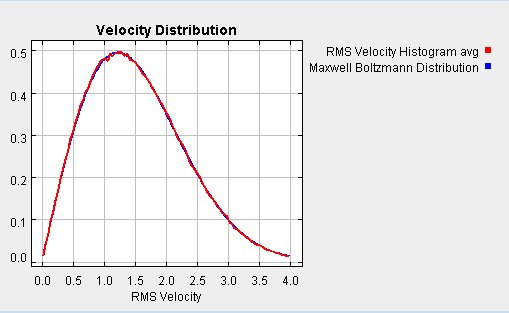 Velocity Distribution
RMS Velocity Histogram avg
Maxwell Boltzmann Distribution
0.5
0.4
0.3
0.2
0.1
0.0
0.0 0.5 1.0 1.5 2.0 2.5 3.0 3.5 4.0
RMS Velocity